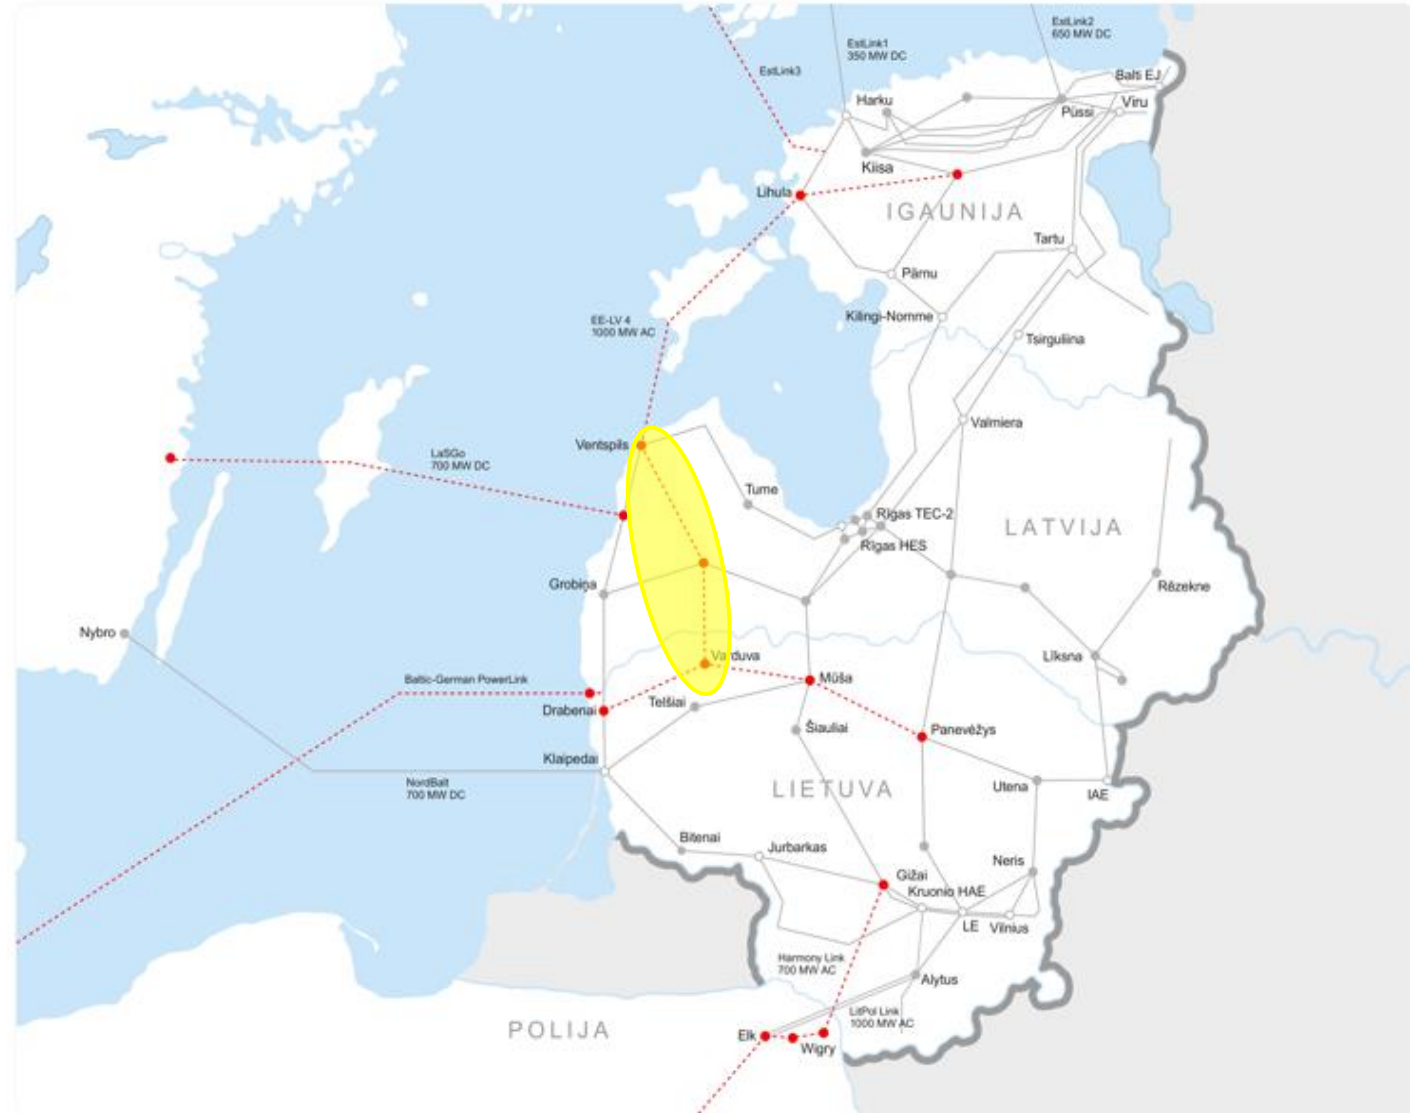 EstLink2
650 MW DC
EstLink1
350 MW DC
EstLink3
Balti EJ
Harku
Viru
Püssi
Kiisa
Lihula
IGAUNIJA
Tartu
Pärnu
EE-LV 4
1000 MW AC
Kilingi-Nomme
Tsirguliina
Valmiera
Ventspils
LaSGo
700 MW DC
Tume
Rīgas TEC-2
LATVIJA
Rīgas HES
Grobiņa
Rēzekne
Nybro
Varduva
Līksna
Baltic-German PowerLink
Mūša
Telšiai
Drabenai
Šiauliai
Panevėžys
Klaipedai
NordBalt
700 MW DC
LIETUVA
Utena
IAE
Bitenai
Jurbarkas
Neris
Gižai
Kruonio HAE
LE
Vilnius
Harmony Link
700 MW AC
Alytus
LitPol Link
1000 MW AC
POLIJA
Elk
Wigry